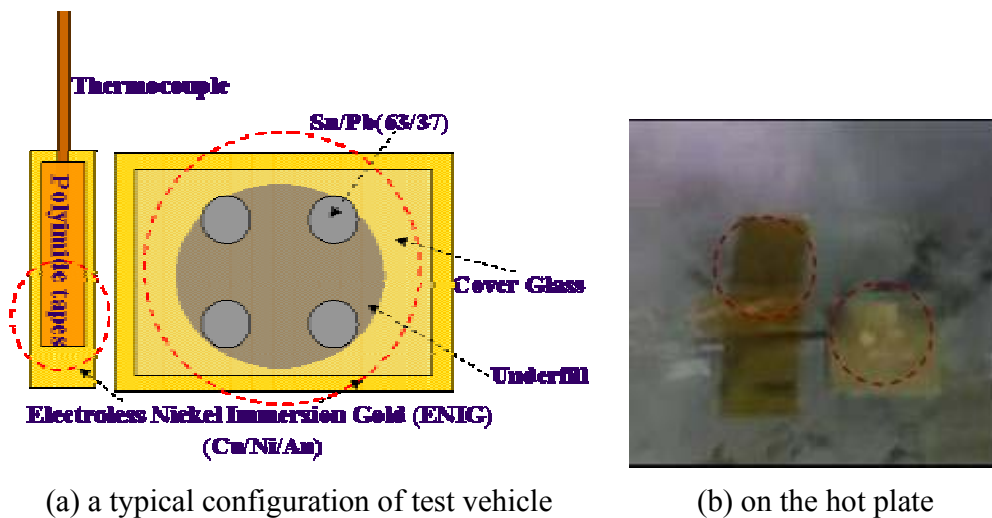 Thermocouple
Sn/Pb(63/37)
Polyimide tapes
Cover Glass
Underfill
Electroless Nickel Immersion Gold (ENIG)
(Cu/Ni/Au)
(a) a typical configuration of test vehicle
(b) on the hot plate